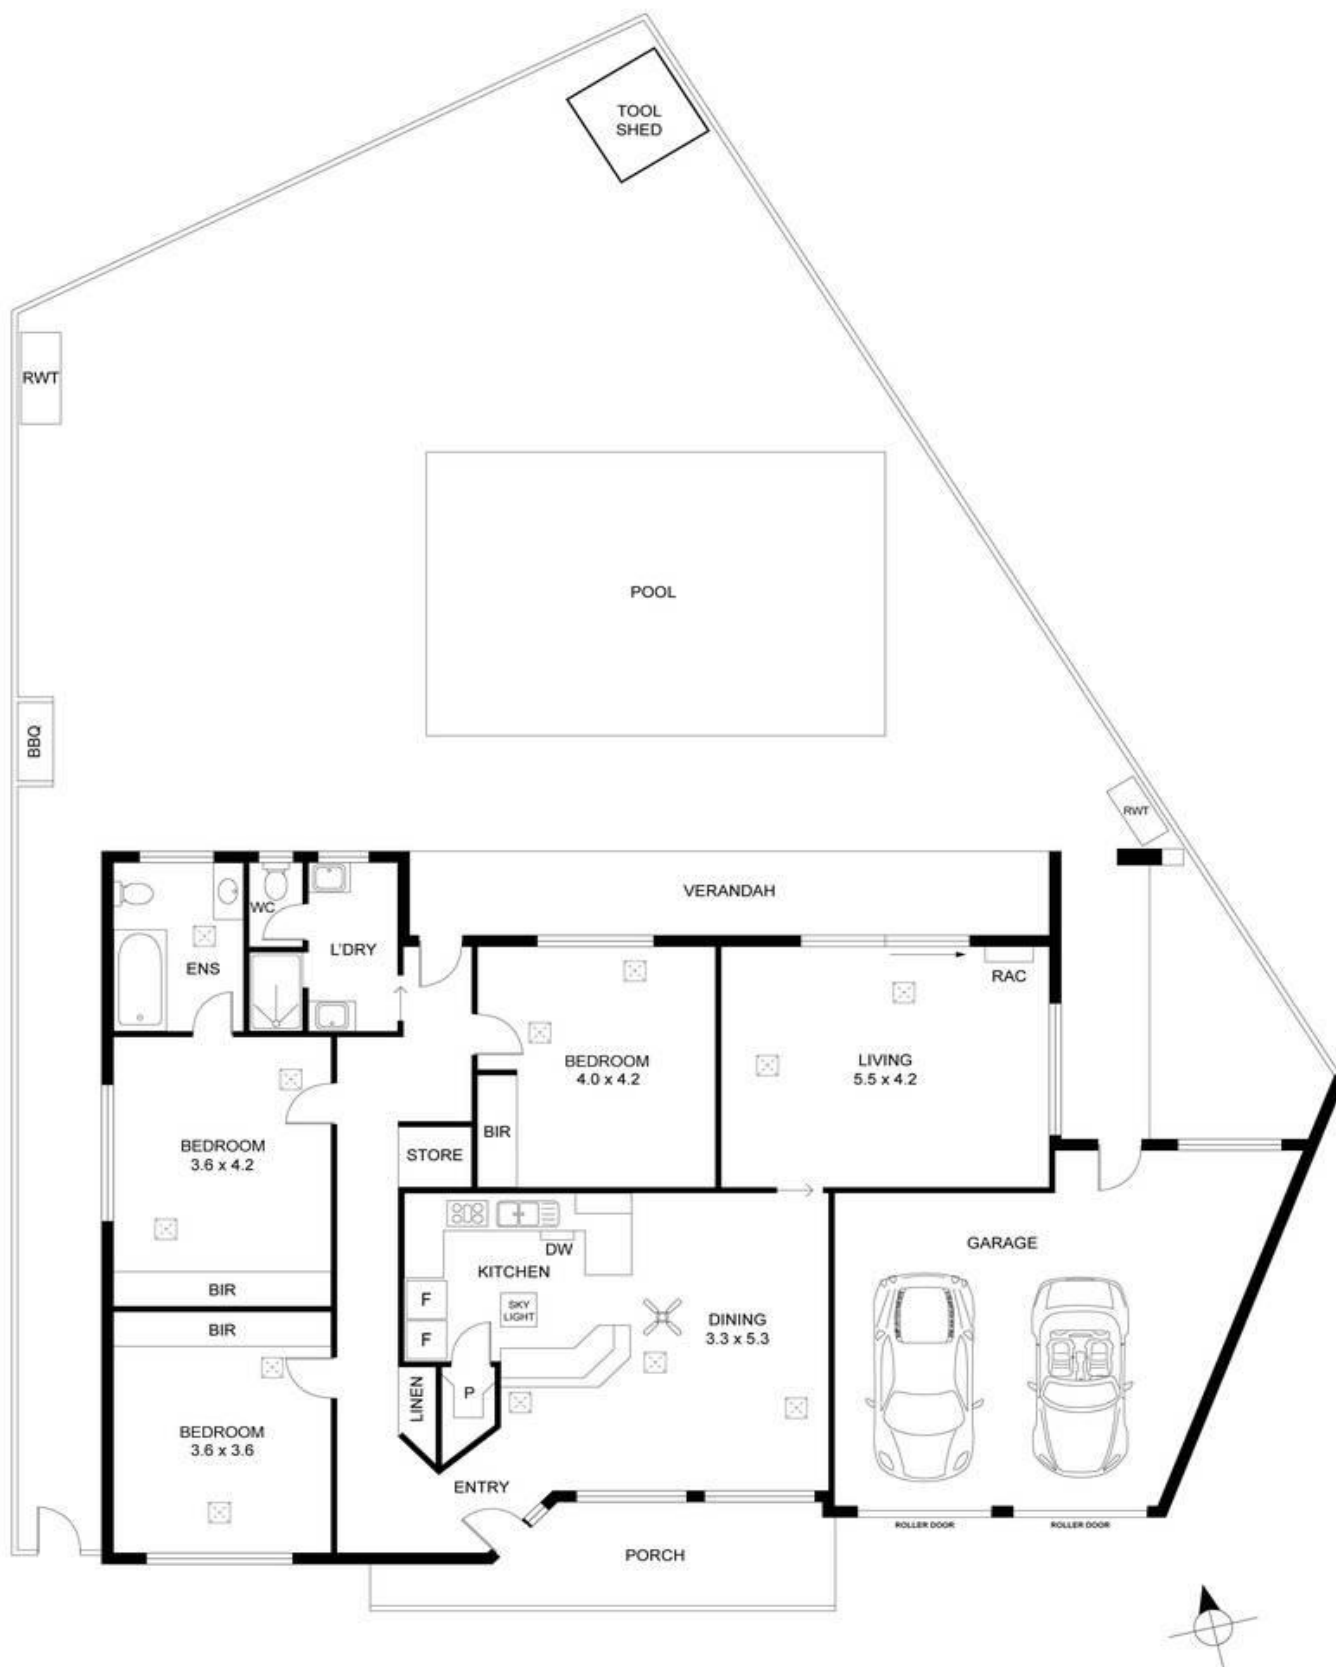 TOOL
SHED
RWT
POOL
BBQ
RWT
VERANDAH
WC
L'DRY
ENS
RAC
BEDROOM
4.0 x 4.2
LIVING
5.5 x 4.2
BIR
STORE
BEDROOM
3.6 x 4.2
BIR
BIR
DW
KITCHEN
F
SKY
LIGHT
F
DINING
3.3 x 5.3
GARAGE
P
LINEN
BEDROOM
3.6 x 3.6
ENTRY
ROLLER DOOR
ROLLER DOOR
PORCH